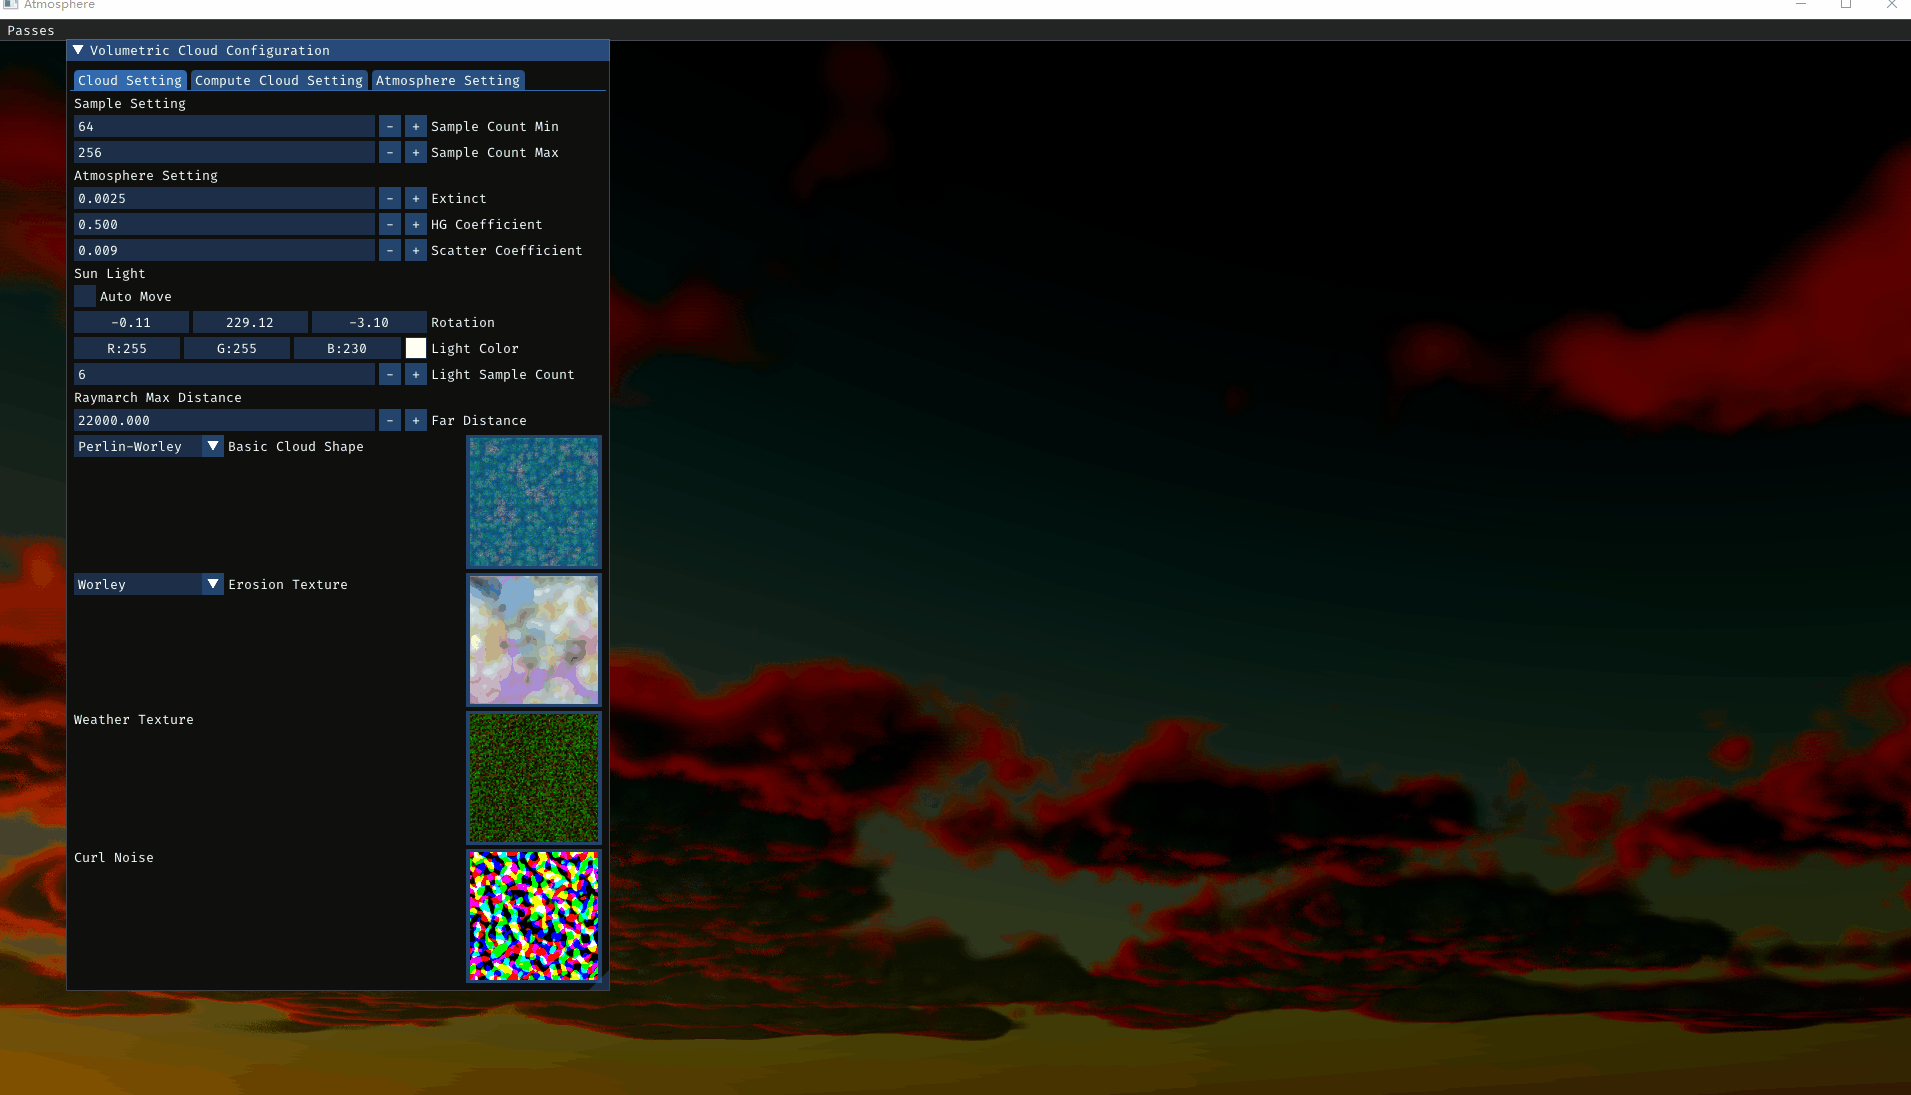 Atmosphere
Passes
Volumetric Cloud Configuration
Cloud Setting Compute Cloud Setting Atmosphere Setting
Sample Setting
64 - + Sample Count Min
256 - + Sample Count Max
Atmosphere Setting
0.0025 - + Extinct
0.500 - + HG Coefficient
0.009 - + Scatter Coefficient
Sun Light
Auto Move
-0.11 229.12 -3.10 Rotation
R:255 G:255 B:230 Light Color
6 - + Light Sample Count
Raymarch Max Distance
22000.000 - + Far Distance
Perlin-Worley Basic Cloud Shape
Worley Erosion Texture
Weather Texture
Curl Noise